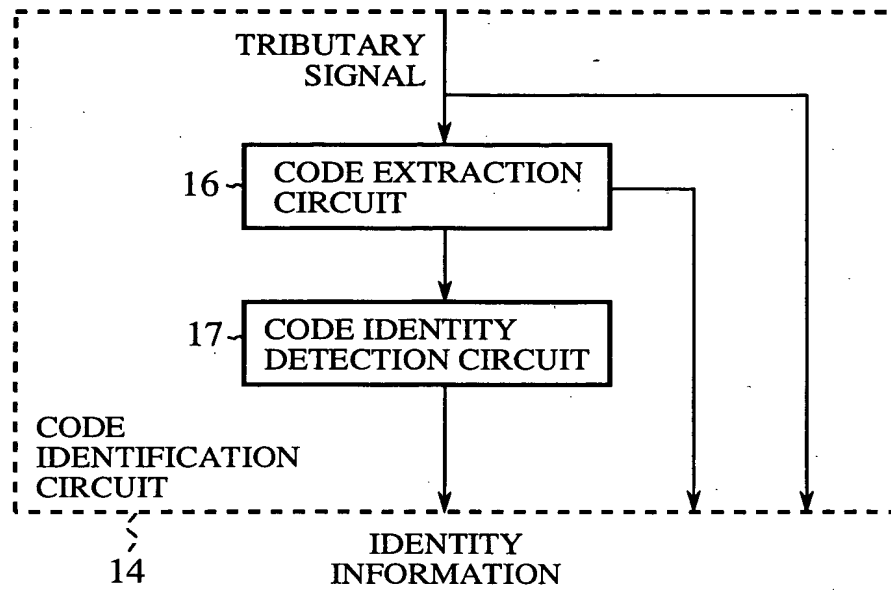 TRIBUTARY
SIGNAL
16
CODE EXTRACTION
CIRCUIT
17
CODE IDENTITY
DETECTION CIRCUIT
CODE
IDENTIFICATION
CIRCUIT
14
IDENTITY
INFORMATION